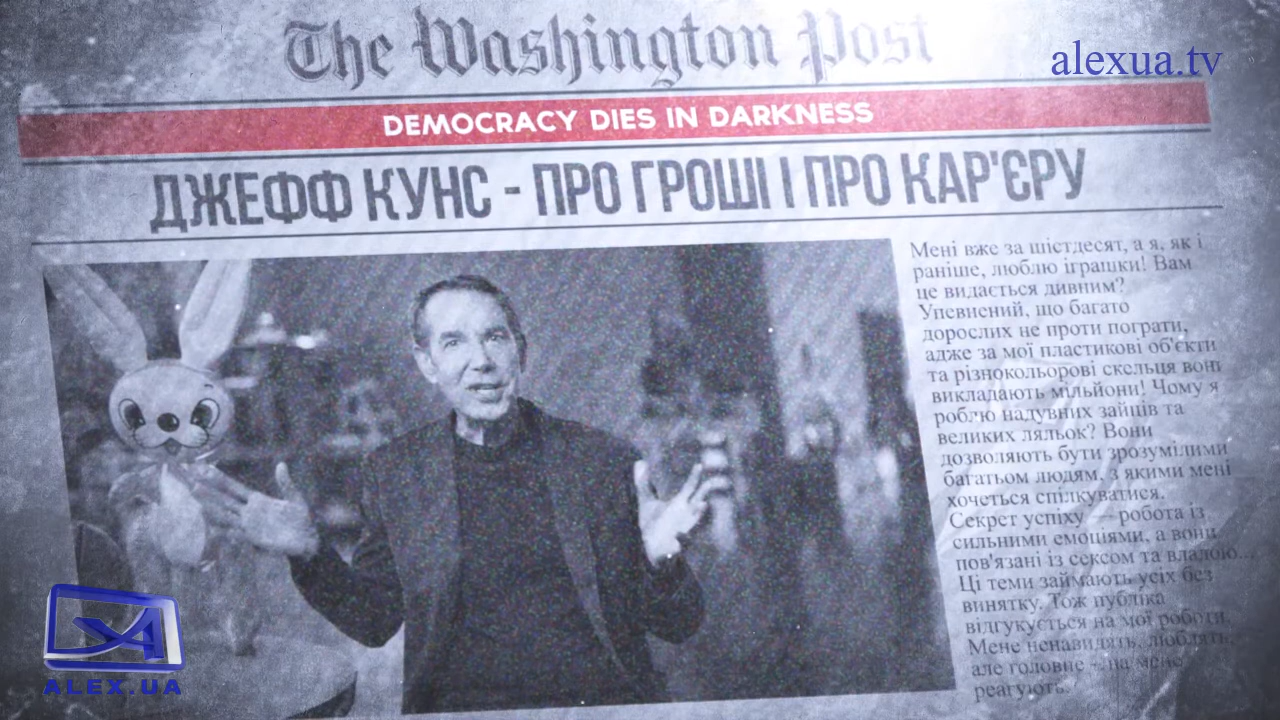 The Washington Post
alexua.tv
DEMOCRACY DIES IN DARKNESS
ДЖЕФФ КУНС - ПРО ГРОШІ І ПРО КАР'ЄРУ
Мені вже за шістдесят, а я, як і
раніше, люблю іграшки! Вам
це видається дивним?
Упевнений, що багато
дорослих не проти пограти,
адже за мої пластикові об'єкти
та різнокольорові скельця вони
викладають мільйони! Чому я
роблю надувних зайців та
великих ляльок? Вони
дозволяють бути зрозумілими
багатьом людям, з якими мені
хочеться спілкуватися.
Секрет успіху — робота із
сильними емоціями, а вони
пов'язані із сексом та владою...
Ці теми займають усіх без
винятку. Тож публіка
відгукується на мої роботи.
Мене ненавидять, люблять,
але головне - на мене
реагують.
ALEX.UA